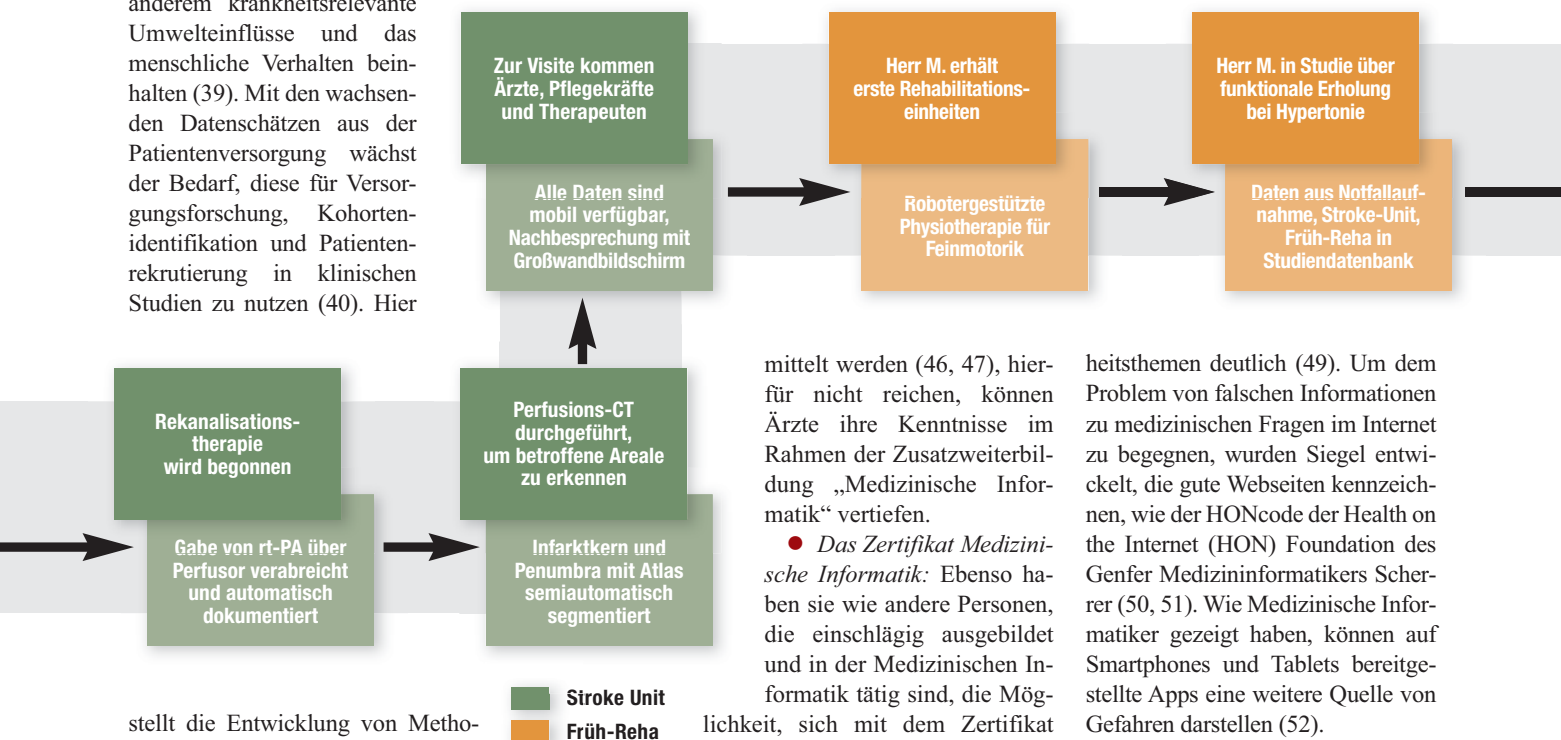 anderem krankheitsrelevante
Umwelteinflüsse und das
menschliche Verhalten bein-
halten (39). Mit den wachsen-
den Datenschätzen aus der
Patientenversorgung wächst
der Bedarf, diese für Versor-
gungsforschung, Kohorten-
identifikation und Patienten-
rekrutierung in klinischen
Studien zu nutzen (40). Hier
Zur Visite kommen
Ärzte, Pflegekräfte
und Therapeuten
Alle Daten sind
mobil verfügbar,
Nachbesprechung mit
Großwandbildschirm
Herr M. erhält
erste Rehabilitations-
einheiten
Robotergestützte
Physiotherapie für
Feinmotorik
Herr M. in Studie über
funktionale Erholung
bei Hypertonie
Daten aus Notfallauf-
nahme, Stroke-Unit,
Früh-Reha in
Studiendatenbank
Rekanalisations-
therapie
wird begonnen
Gabe von rt-PA über
Perfusor verabreicht
und automatisch
dokumentiert
Perfusions-CT
durchgeführt,
um betroffene Areale
zu erkennen
Infarktkern und
Penumbra mit Atlas
semiautomatisch
segmentiert
Stroke Unit
Früh-Reha
stellt die Entwicklung von Metho-
mittelt werden (46, 47), hier-
für nicht reichen, können
Ärzte ihre Kenntnisse im
Rahmen der Zusatzweiterbil-
dung „Medizinische Infor-
matik“ vertiefen.
● Das Zertifikat Medizini-
sche Informatik: Ebenso ha-
ben sie wie andere Personen,
die einschlägig ausgebildet
und in der Medizinischen In-
formatik tätig sind, die Mög-
lichkeit, sich mit dem Zertifikat
heitsthemen deutlich (49). Um dem
Problem von falschen Informationen
zu medizinischen Fragen im Internet
zu begegnen, wurden Siegel entwi-
ckelt, die gute Webseiten kennzeich-
nen, wie der HONcode der Health on
the Internet (HON) Foundation des
Genfer Medizininformatikers Scher-
rer (50, 51). Wie Medizinische Infor-
matiker gezeigt haben, können auf
Smartphones und Tablets bereitge-
stellte Apps eine weitere Quelle von
Gefahren darstellen (52).